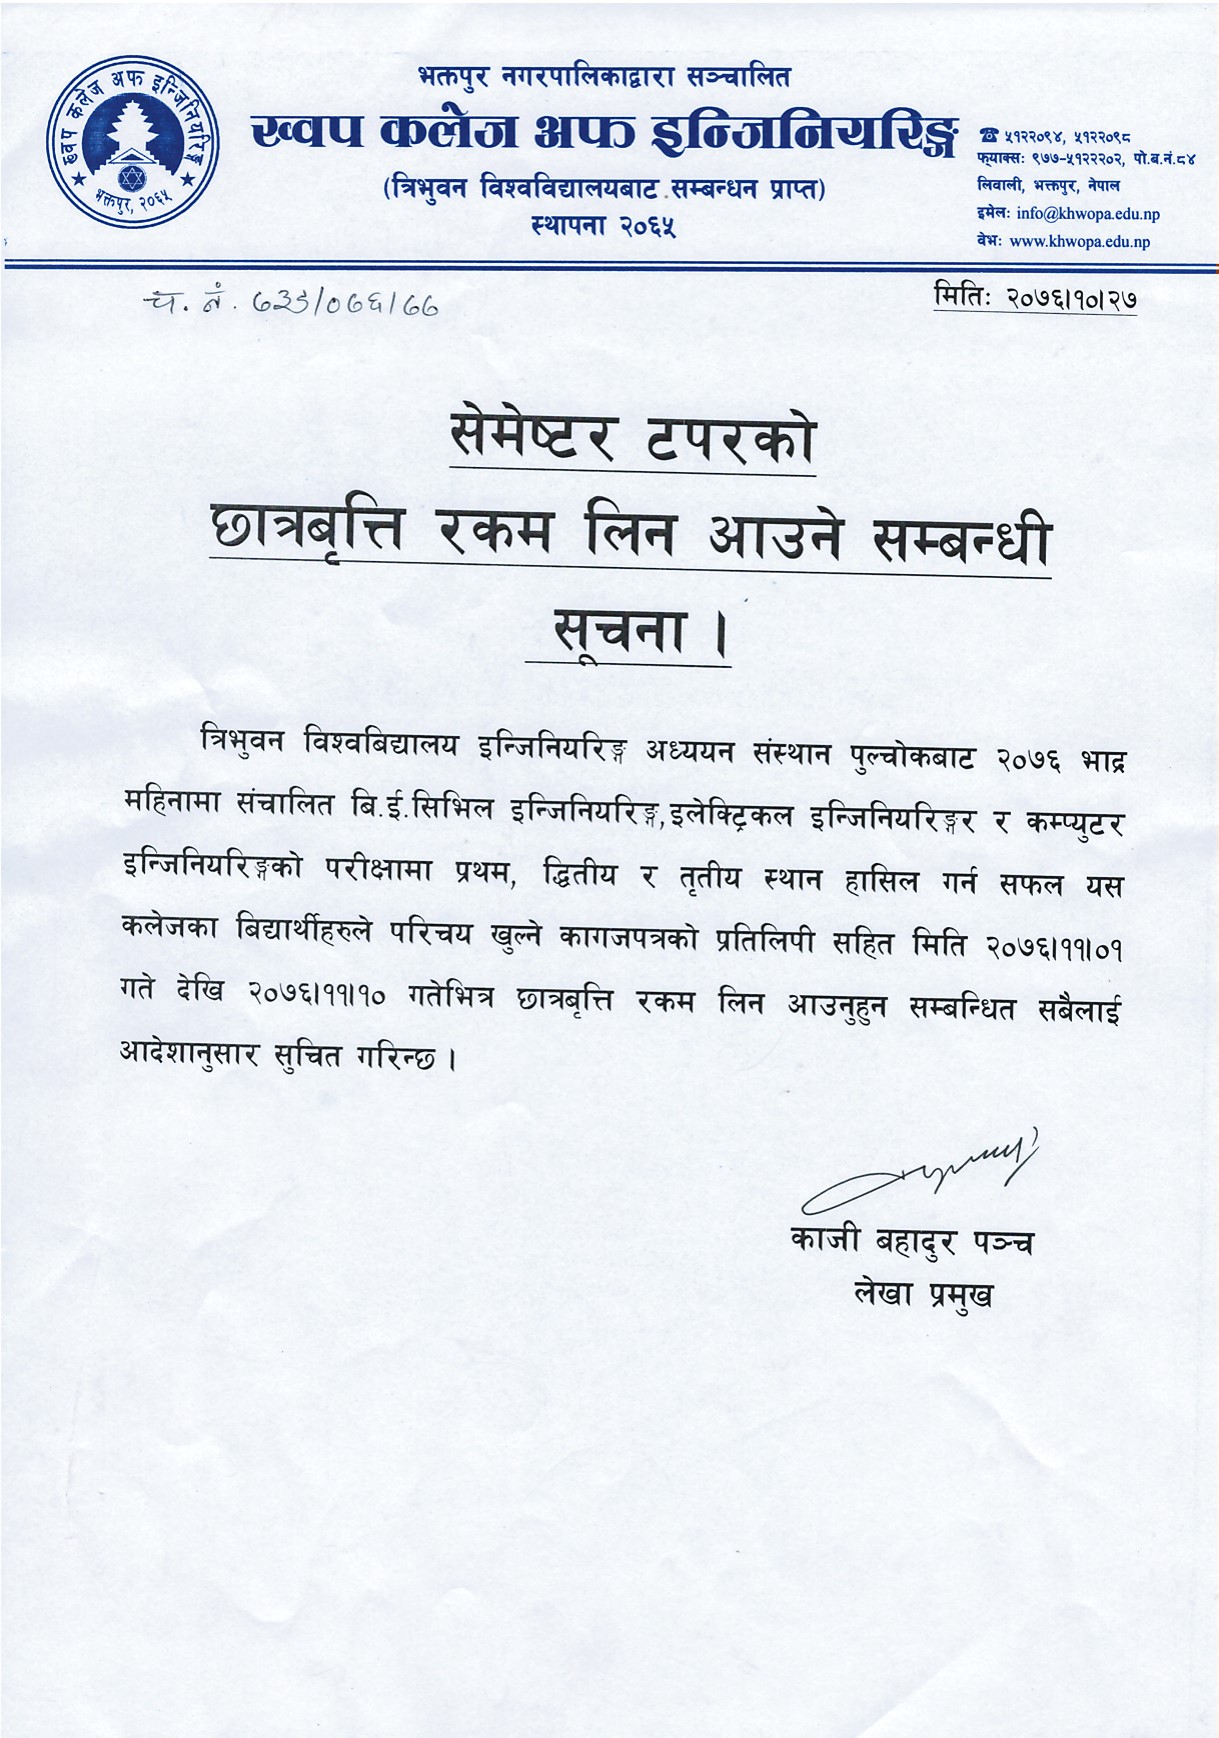 भक्तपुर नगरपालिकाद्वारा सञ्चालित
ख्वप कलेज अफ इन्जिनियरिङ्ग
(त्रिभुवन विश्वविद्यालयबाट सम्बन्धन प्राप्त)
स्थापना २०६५
ख्वप कलेज अफ इन्जिनियरिङ्ग
भक्तपुर, २०६५
☎ ५१२२०९४, ५१२२०९८
फ्याक्सः ९७७-५१२२२०२, पो.ब.नं.८४
लिवाली, भक्तपुर, नेपाल
इमेलः info@khwopa.edu.np
वेभः www.khwopa.edu.np
च. नं. ७३८/०७६/७७
मितिः २०७६।१०।२७
सेमेष्टर टपरको
छात्रबृत्ति रकम लिन आउने सम्बन्धी
सूचना ।
त्रिभुवन विश्वबिद्यालय इन्जिनियरिङ्ग अध्ययन संस्थान पुल्चोकबाट २०७६ भाद्र
महिनामा संचालित बि.ई.सिभिल इन्जिनियरिङ्ग,इलेक्ट्रिकल इन्जिनियरिङ्गर र कम्प्युटर
इन्जिनियरिङ्गको परीक्षामा प्रथम, द्धितीय र तृतीय स्थान हासिल गर्न सफल यस
कलेजका बिद्यार्थीहरुले परिचय खुल्ने कागजपत्रको प्रतिलिपी सहित मिति २०७६।११।०१
गते देखि २०७६।११।१० गतेभित्र छात्रबृत्ति रकम लिन आउनुहुन सम्बन्धित सबैलाई
आदेशानुसार सुचित गरिन्छ ।
काजी बहादुर पञ्च
लेखा प्रमुख